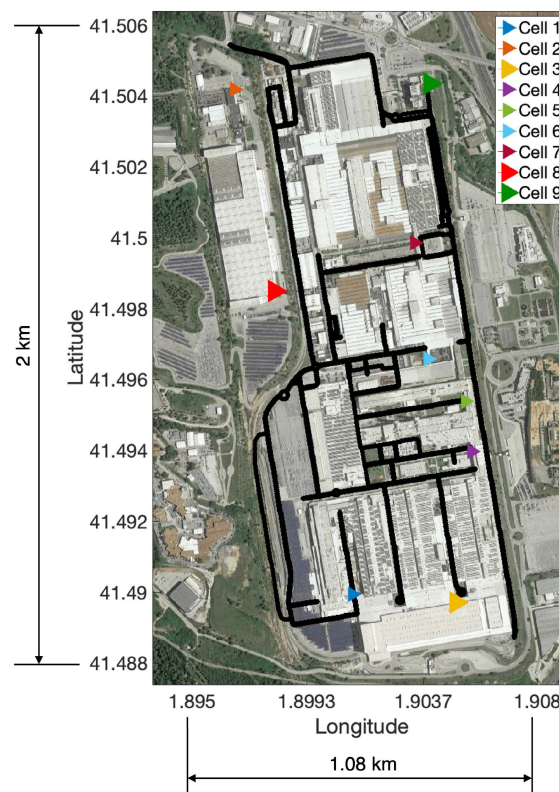 41.506
41.504
41.502
41.5
41.498
41.496
41.494
41.492
41.49
41.488
Latitude
2 km
Cell 1
Cell 2
Cell 3
Cell 4
Cell 5
Cell 6
Cell 7
Cell 8
Cell 9
1.895 1.8993 1.9037 1.908
Longitude
1.08 km